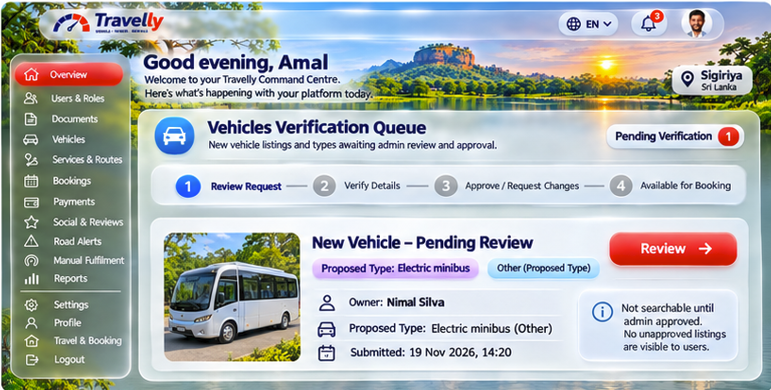 Travelly
EN
3
Good evening, Amal
Welcome to your Travelly Command Centre.
Here's what's happening with your platform today.
Sigiriya
Sri Lanka
Overview
Users & Roles
Documents
Vehicles
Services & Routes
Bookings
Payments
Social & Reviews
Road Alerts
Manual Fulfilment
Reports
Settings
Profile
Travel & Booking
Logout
Vehicles Verification Queue
New vehicle listings and types awaiting admin review and approval.
Pending Verification 1
1 Review Request
2 Verify Details
3 Approve / Request Changes
4 Available for Booking
New Vehicle – Pending Review
Review
Proposed Type: Electric minibus
Other (Proposed Type)
Owner: Nimal Silva
Proposed Type: Electric minibus (Other)
Submitted: 19 Nov 2026, 14:20
Not searchable until
admin approved.
No unapproved listings
are visible to users.